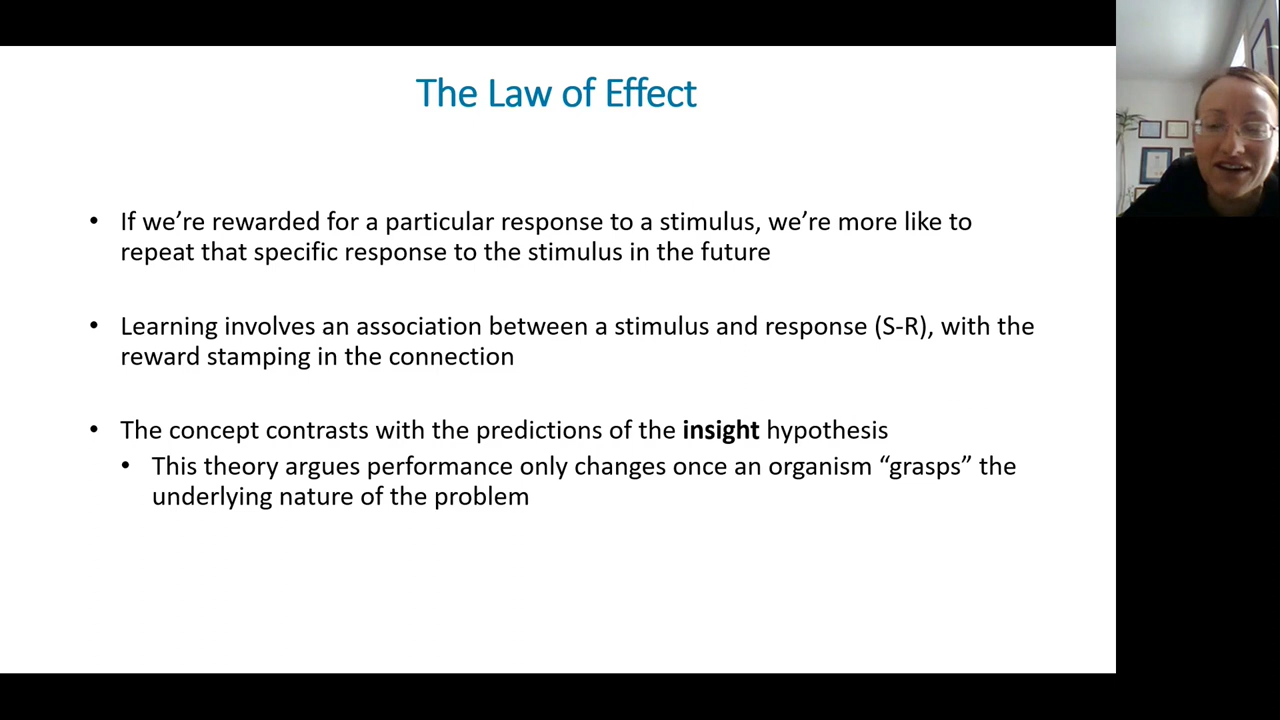 The Law of Effect
• If we’re rewarded for a particular response to a stimulus, we’re more like to
repeat that specific response to the stimulus in the future
• Learning involves an association between a stimulus and response (S-R), with the
reward stamping in the connection
• The concept contrasts with the predictions of the insight hypothesis
• This theory argues performance only changes once an organism “grasps” the
underlying nature of the problem